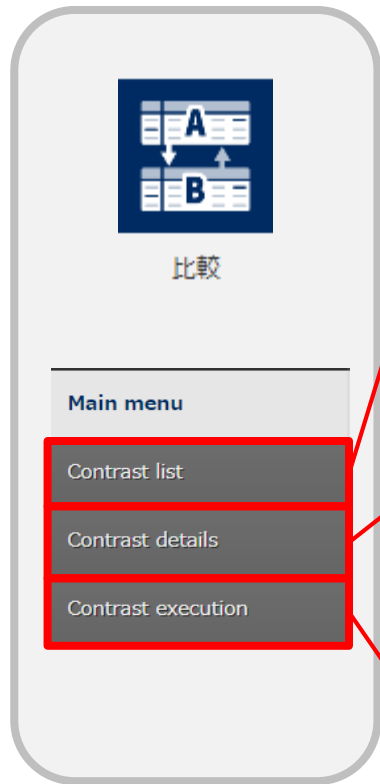 A
B
比較
Main menu
Contrast list
Contrast details
Contrast execution